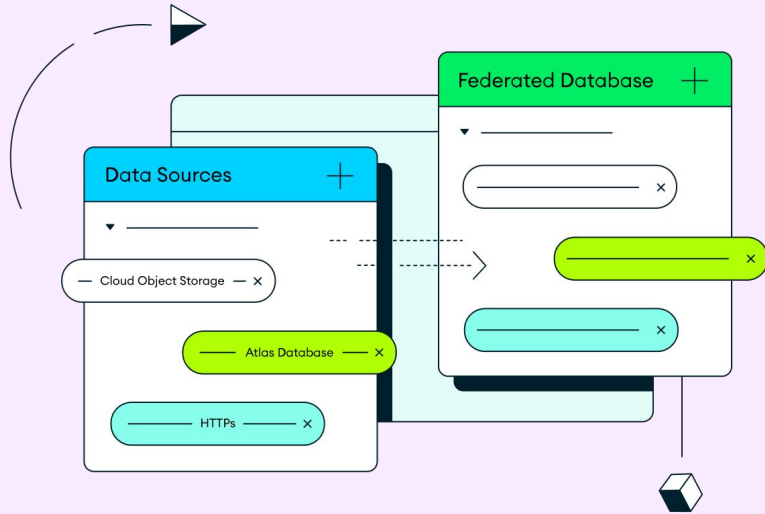 Federated Database
Data Sources
Cloud Object Storage
Atlas Database
HTTPs